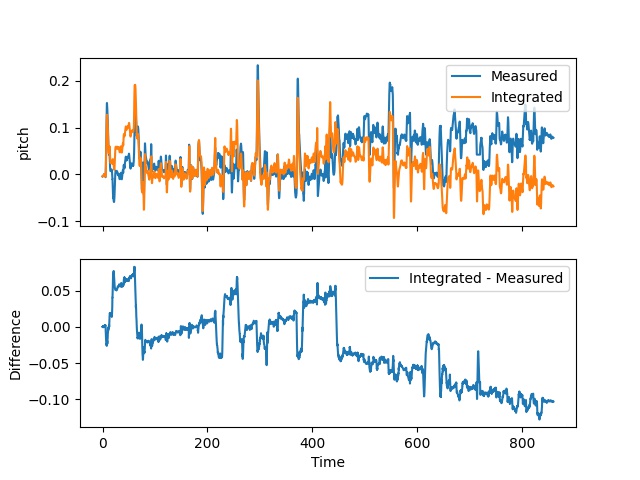 0.2
0.1
0.0
−0.1
pitch
Measured
Integrated
0.05
0.00
−0.05
−0.10
Difference
Integrated - Measured
0 200 400 600 800
Time